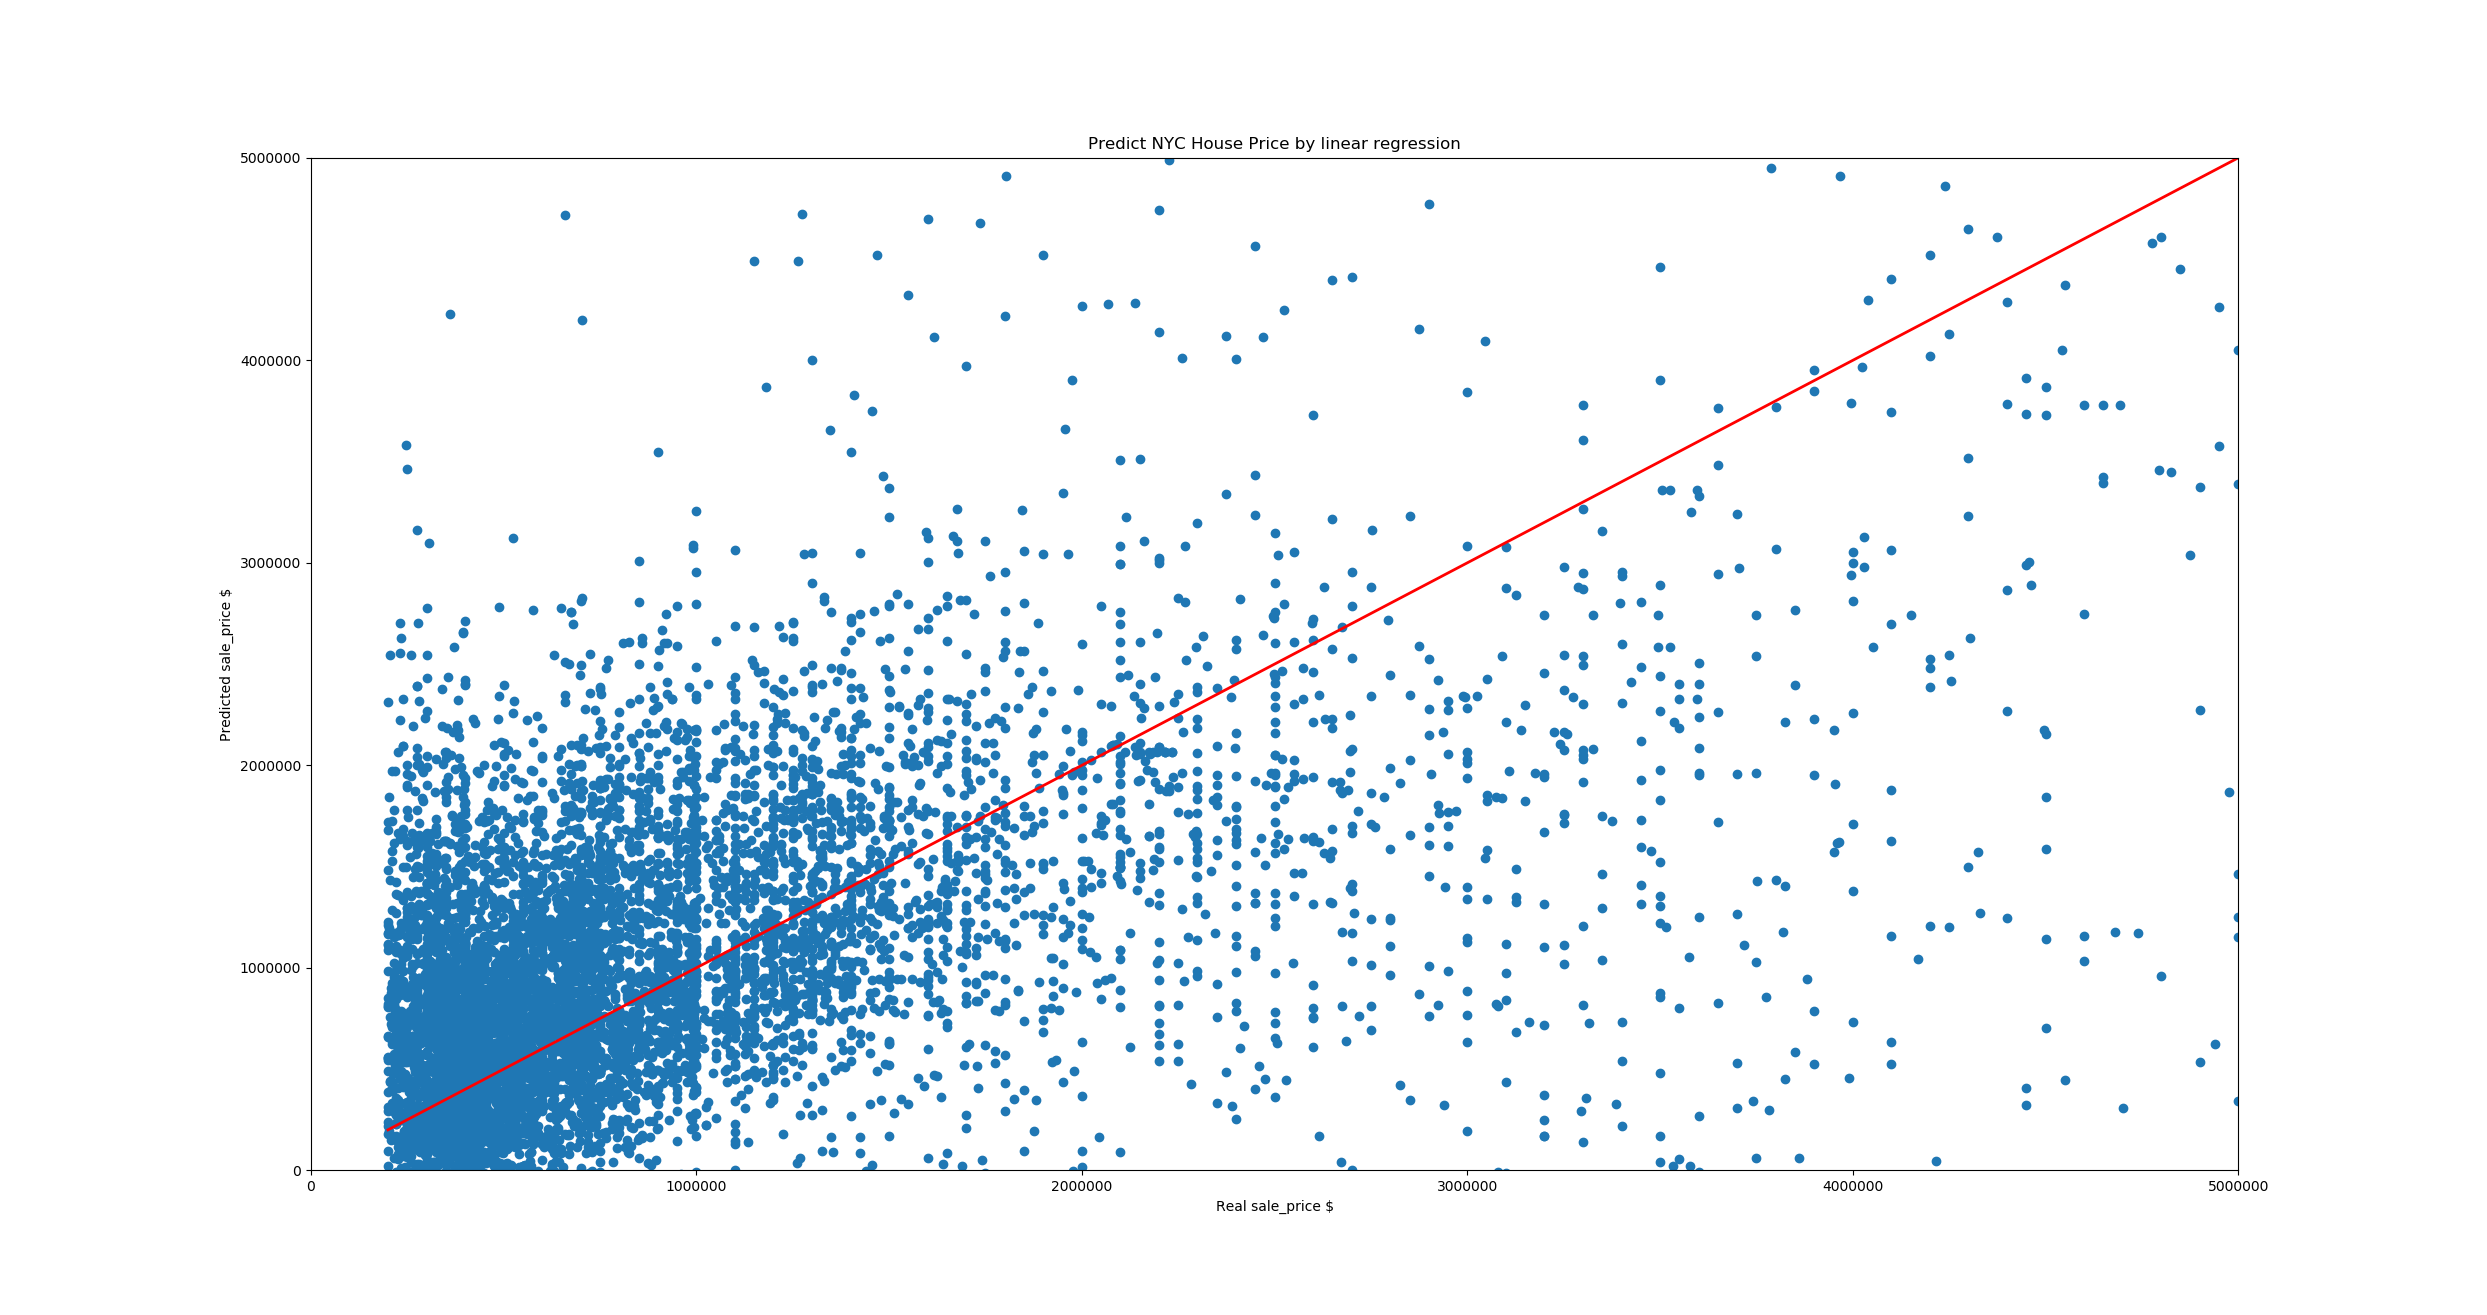 Predict NYC House Price by linear regression
5000000
4000000
3000000
2000000
1000000
0
Predicted sale_price $
0 1000000 2000000 3000000 4000000 5000000
Real sale_price $